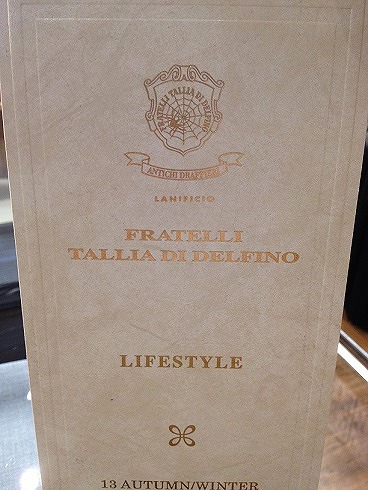 FRATELLI TALLIA DI DELFINO
ANTICHI DRAPPIERI
LANIFICIO
FRATELLI
TALLIA DI DELFINO
LIFESTYLE
13 AUTUMN/WINTER